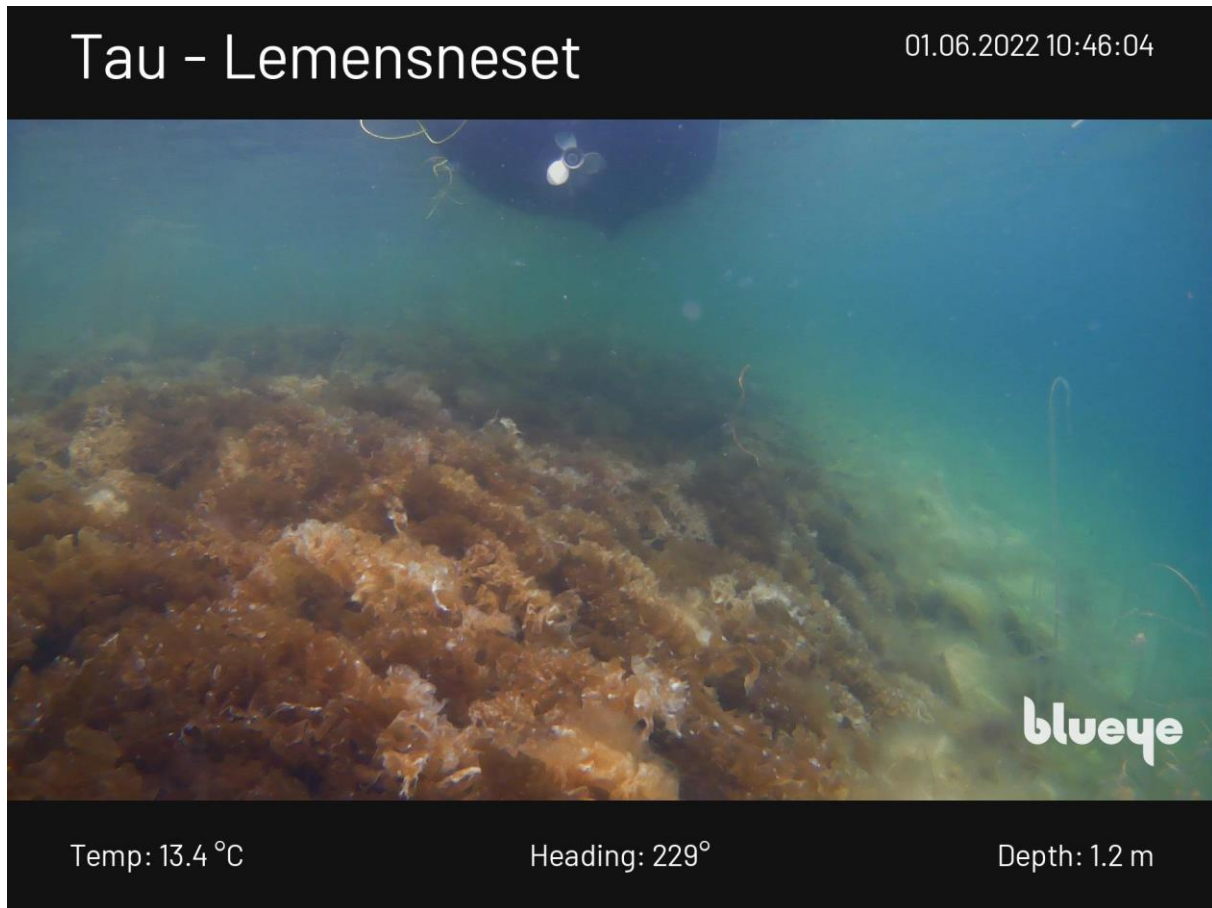 Tau - Lemensneset
01.06.2022 10:46:04
blueye
Temp: 13.4 °C
Heading: 229°
Depth: 1.2 m